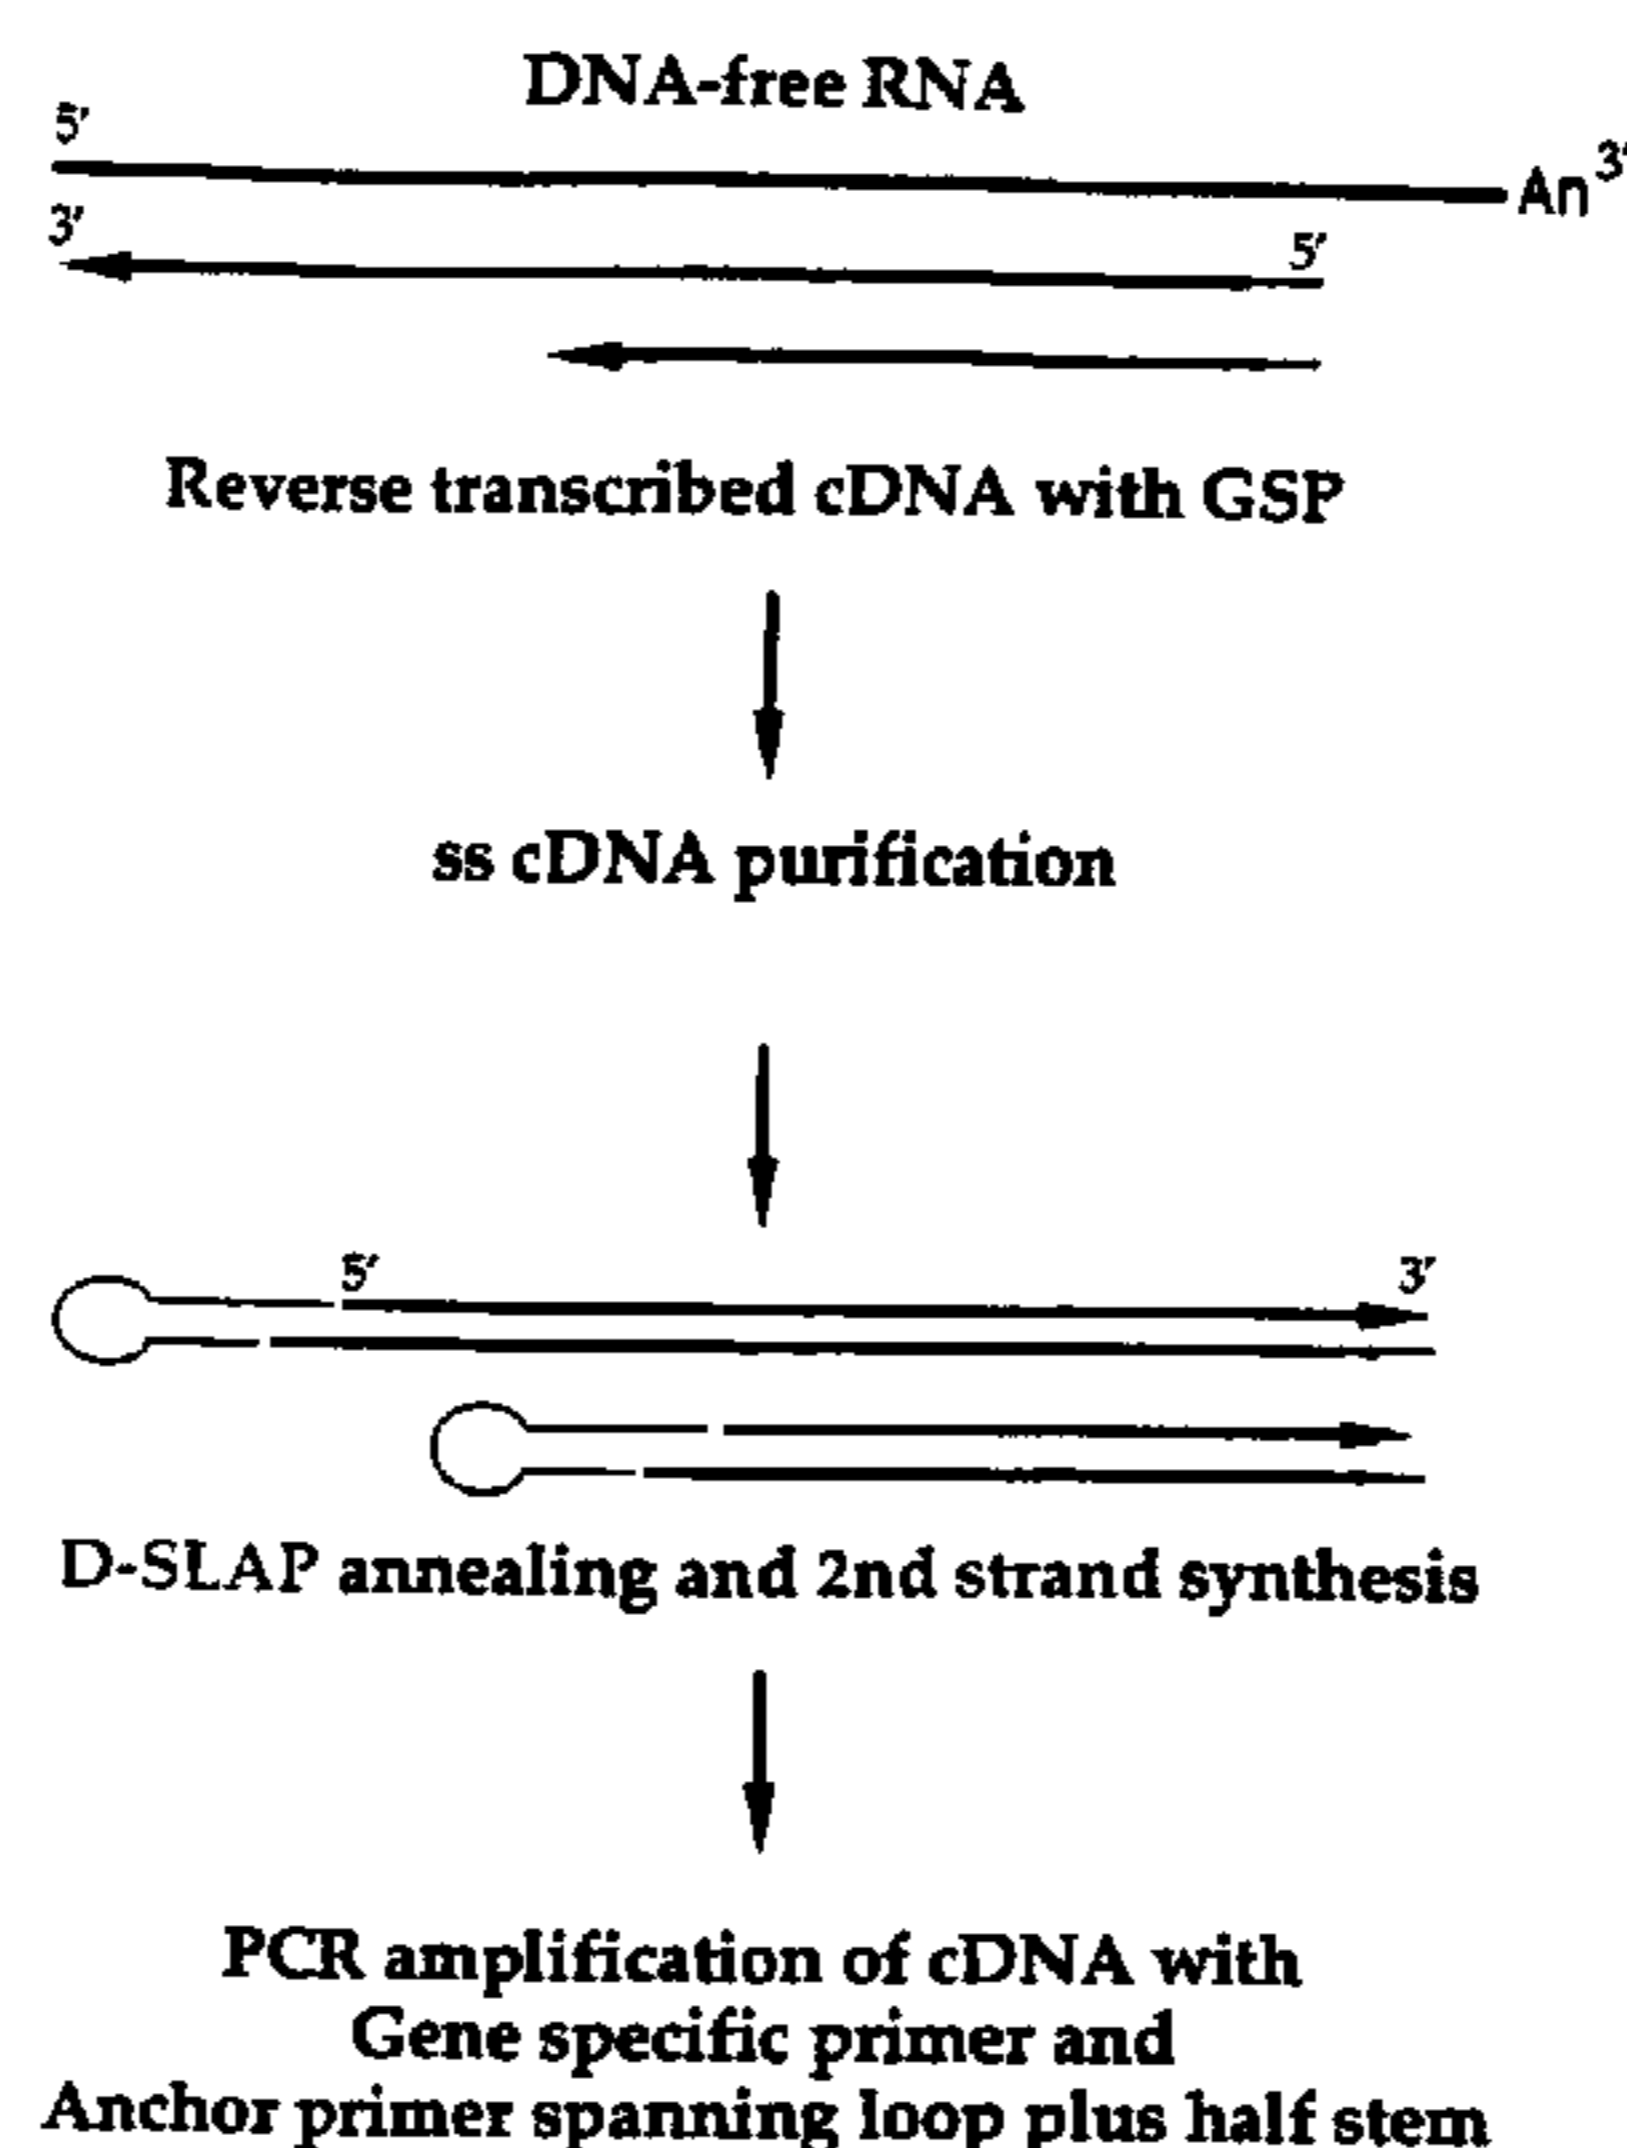 DNA-free RNA
5′
An 3′
3′
5′
Reverse transcribed cDNA with GSP
ss cDNA purification
5′
3′
D-SLAP annealing and 2nd strand synthesis
PCR amplification of cDNA with
Gene specific primer and
Anchor primer spanning loop plus half stem